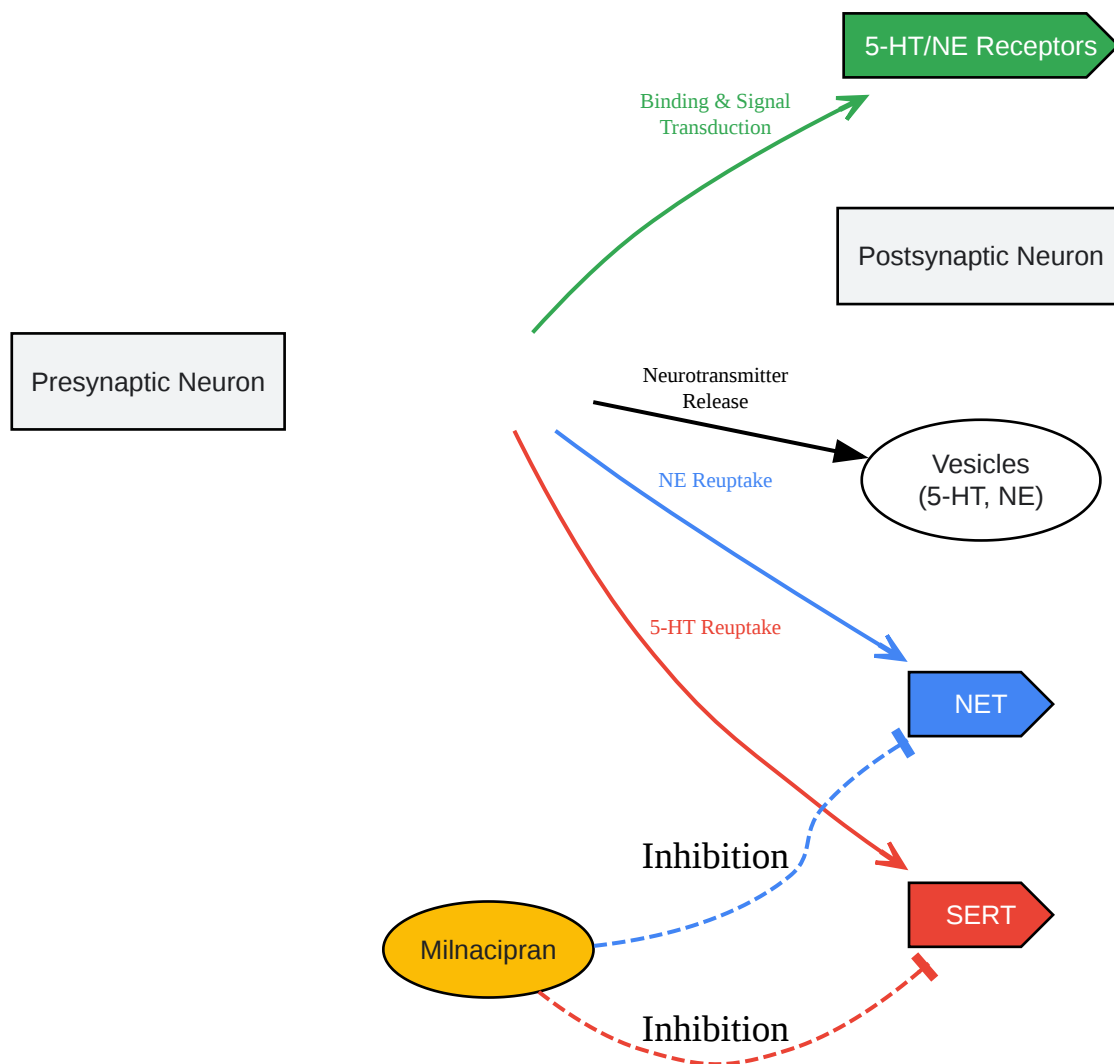 5-HT/NE Receptors
Binding & Signal
Transduction
Postsynaptic Neuron
Presynaptic Neuron
Neurotransmitter
Release
Vesicles
(5-HT, NE)
NE Reuptake
5-HT Reuptake
NET
Inhibition
SERT
Milnacipran
Inhibition